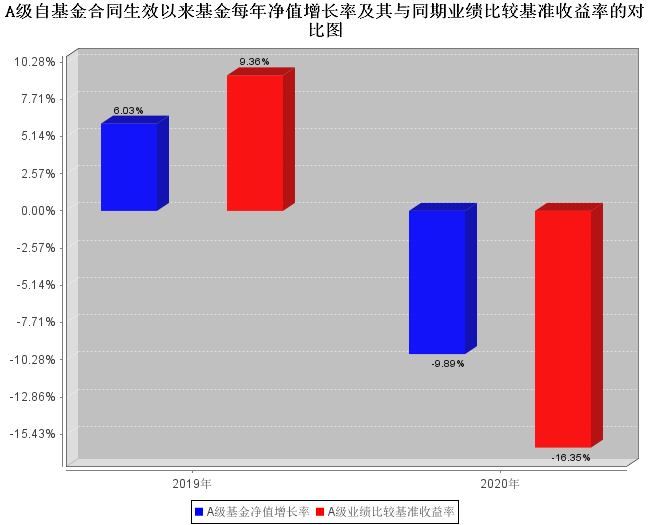 A级自基金合同生效以来基金每年净值增长率及其与同期业绩比较基准收益率的对
比图
10.28%
7.71%
5.14%
2.57%
0.00%
-2.57%
-5.14%
-7.71%
-10.28%
-12.86%
-15.43%
6.03%
9.36%
-9.89%
-16.35%
2019年
2020年
A级基金净值增长率
A级业绩比较基准收益率